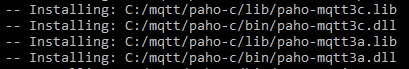 -- Installing: C:/mqtt/paho-c/lib/paho-mqtt3c.lib
-- Installing: C:/mqtt/paho-c/bin/paho-mqtt3c.dll
-- Installing: C:/mqtt/paho-c/lib/paho-mqtt3a.lib
-- Installing: C:/mqtt/paho-c/bin/paho-mqtt3a.dll